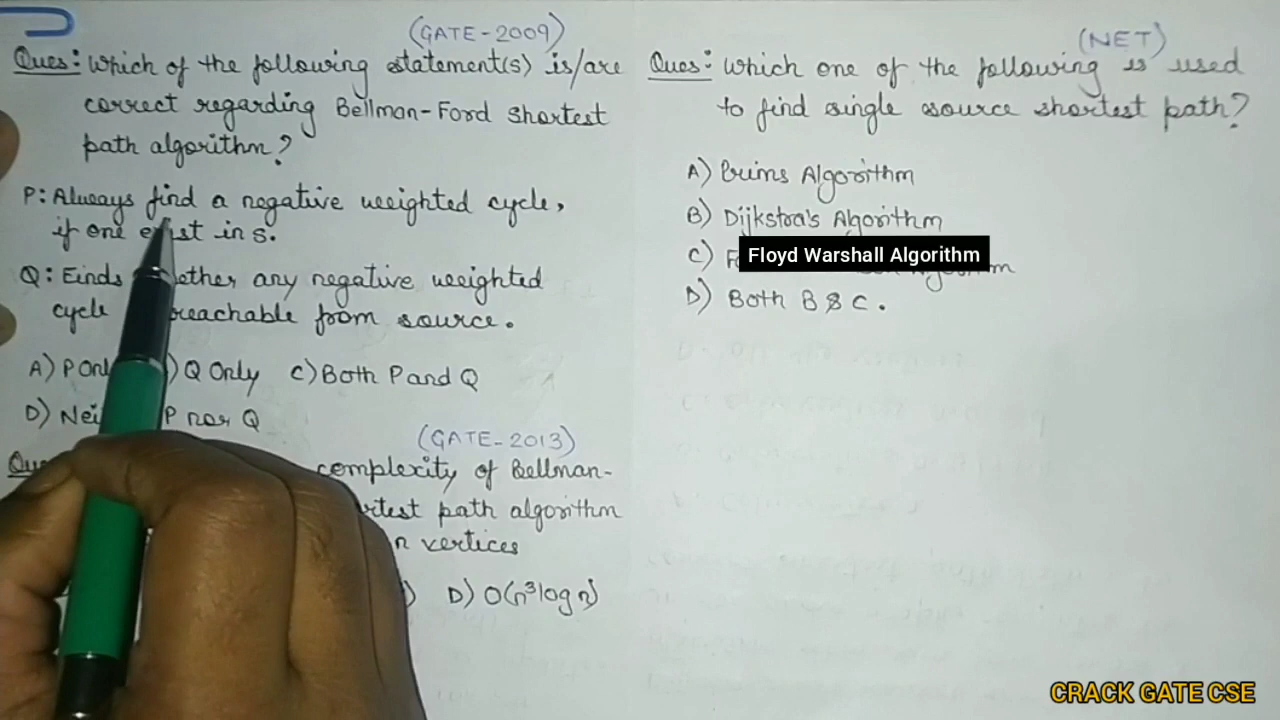 (GATE-2009)
Ques: Which of the following statement(s) is/are
correct regarding Bellman-Ford shortest
path algorithm?
P: Always find a negative weighted cycle,
if one exist in s.
Q: Finds any negative weighted
cycle reachable from source.
A) P Only Q Only C) Both P and Q
D) P nor Q
(GATE-2013)
complexity of Bellman-
path algorithm
n vertices
D) O(n³log n)
(NET)
Ques: Which one of the following is used
to find single source shortest path?
A) Prims Algorithm
B) Dijkstra's Algorithm
C) Floyd Warshall Algorithm
D) Both B & C.
CRACK GATE CSE